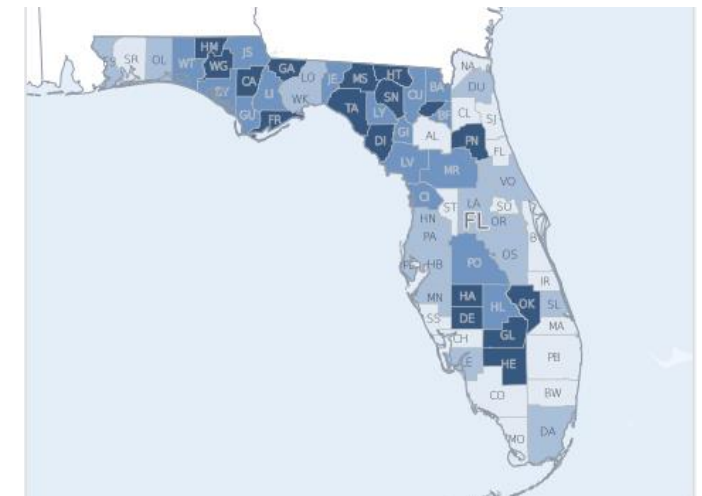 HM
JS
SR
OL
WT
WG
GA
CA
LO
JE
MS
HT
NA
BA
DU
LI
WK
SN
CU
BY
GU
FR
TA
LY
BF
CL
SJ
GI
AL
PN
DI
FL
LV
MR
VO
CI
ST
LA
SU
HN
FL
OR
PA
B
OS
HB
PO
IR
MN
HA
HL
OK
SL
SS
DE
MA
CH
GL
LE
HE
PB
CO
BW
MO
DA